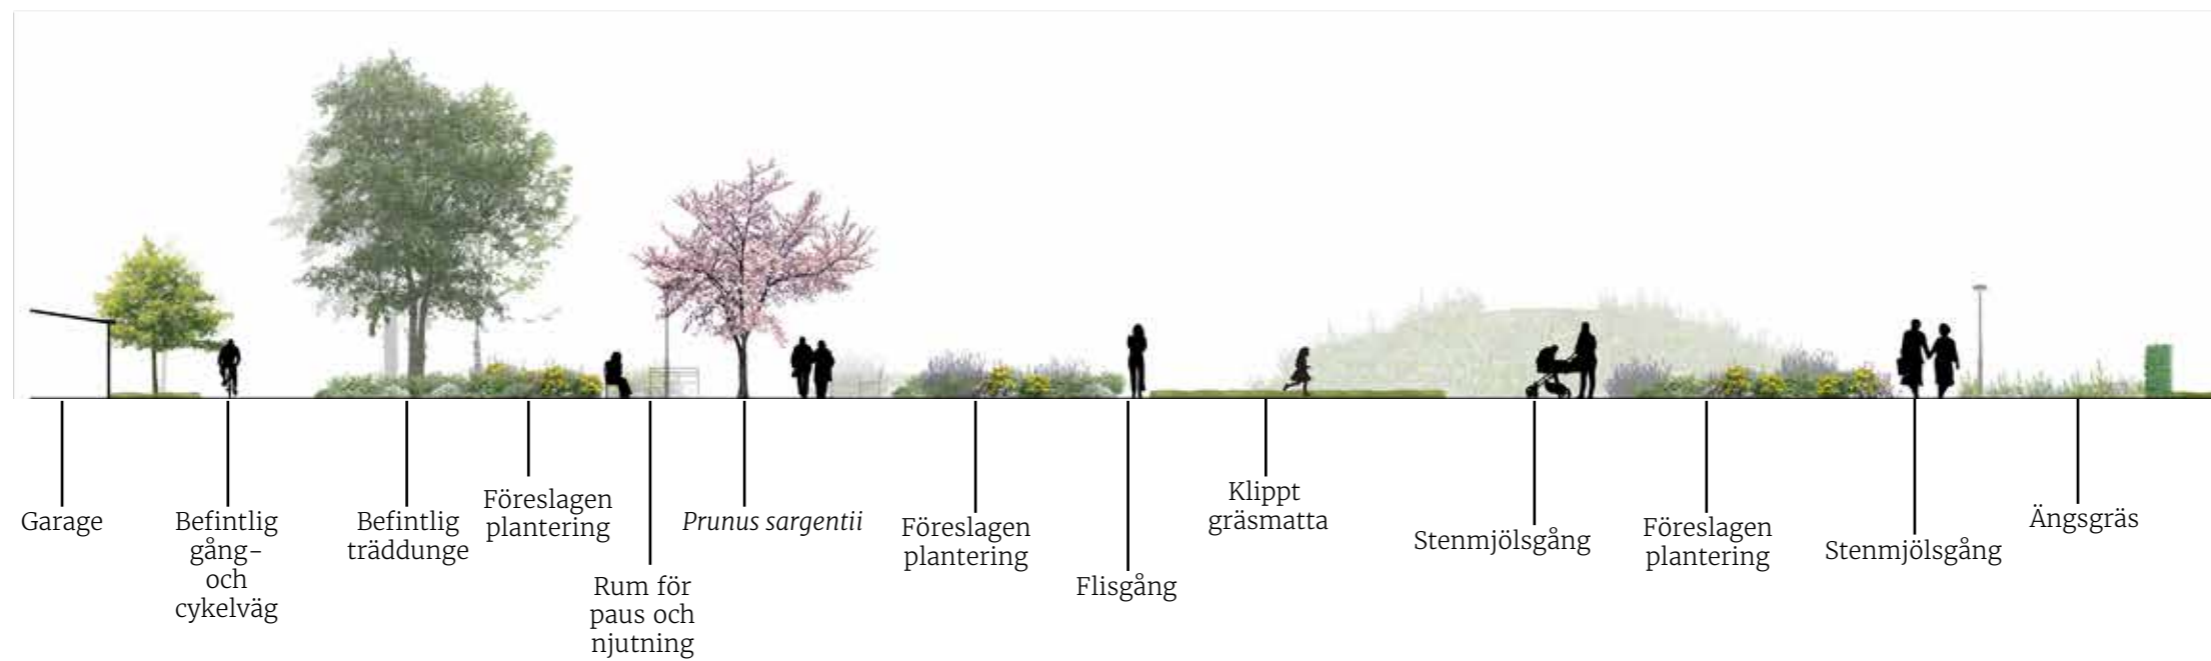 Garage
Befintlig
gång-
och
cykelväg
Befintlig
träddunge
Föreslagen
plantering
Rum för
paus och
njutning
Prunus sargentii
Föreslagen
plantering
Flisgång
Klippt
gräsmatta
Stenmjölsgång
Föreslagen
plantering
Stenmjölsgång
Ängsgräs